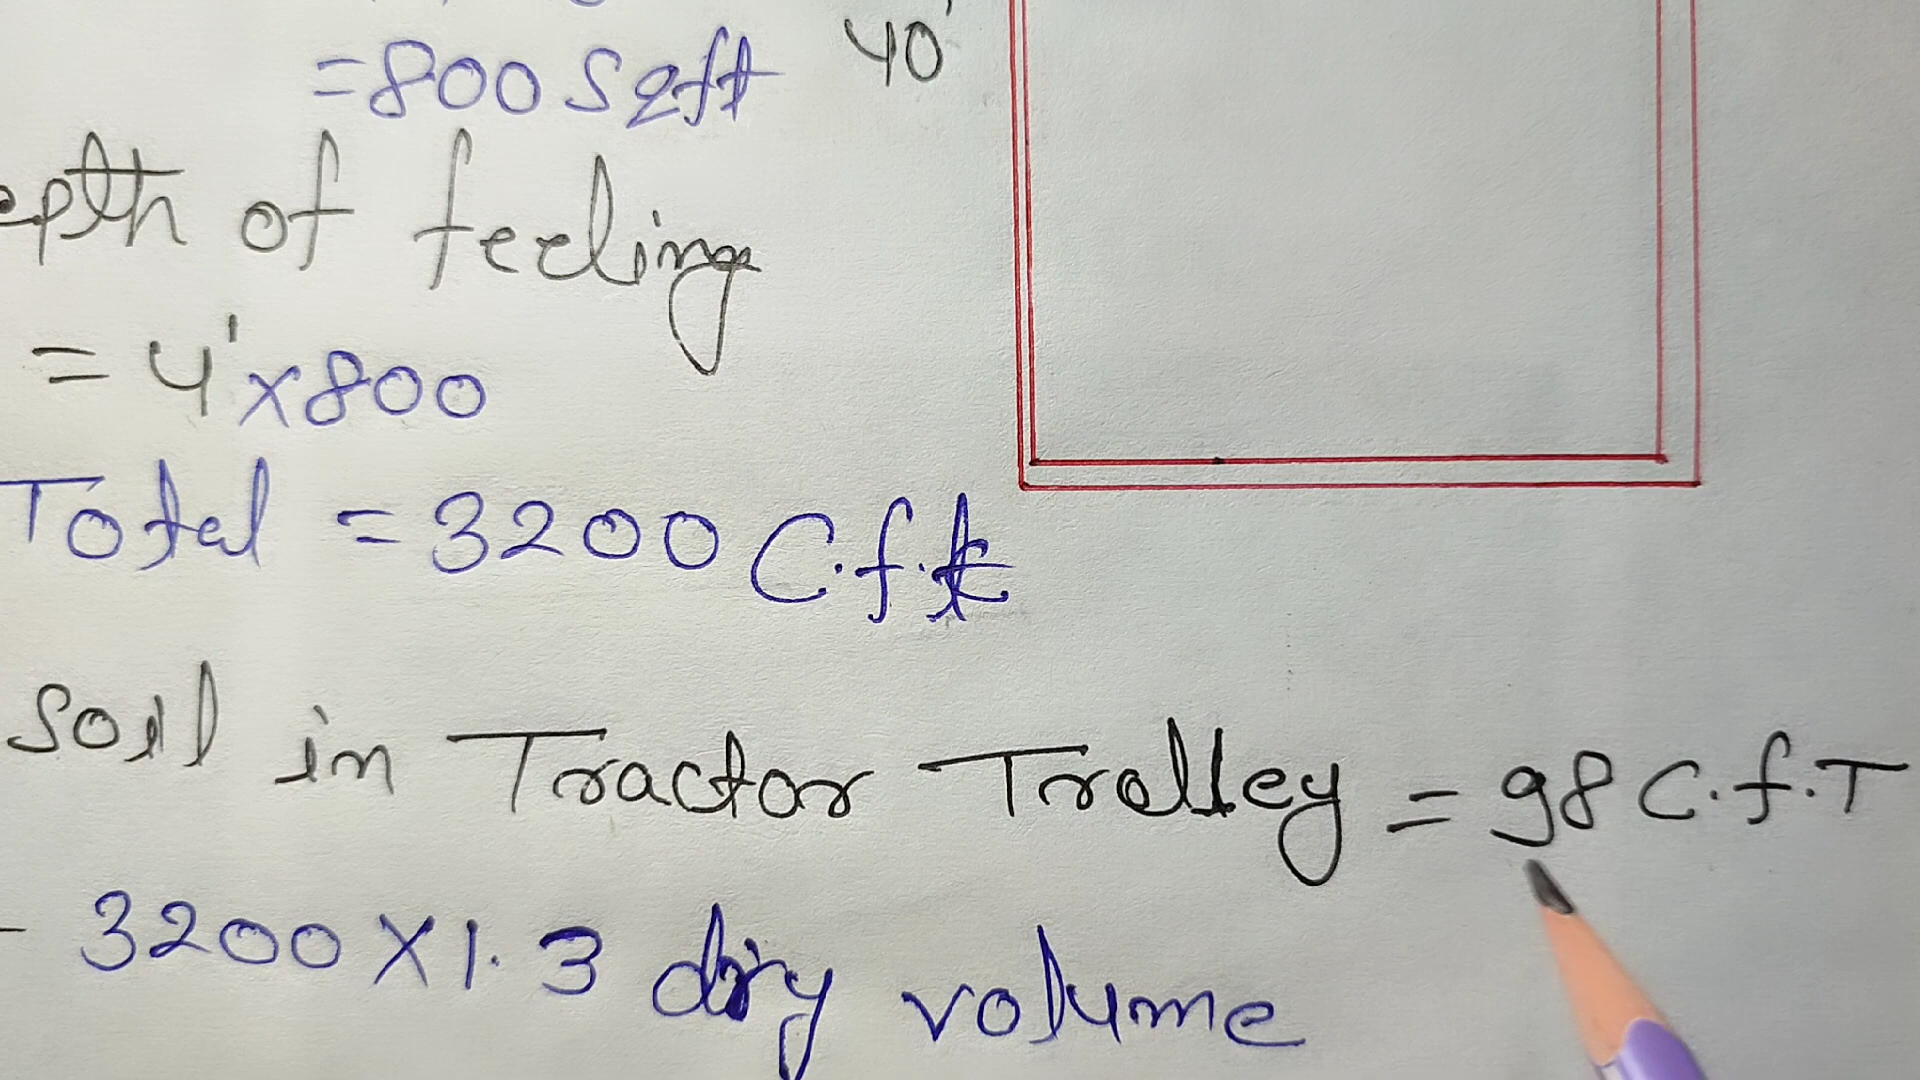 =800 Sqft
40'
epth of feeling
= 4'x800
Total = 3200 C.f.t
Soil in Tractor Trolley = 98 C.f.T
- 3200 X 1.3 dry volume